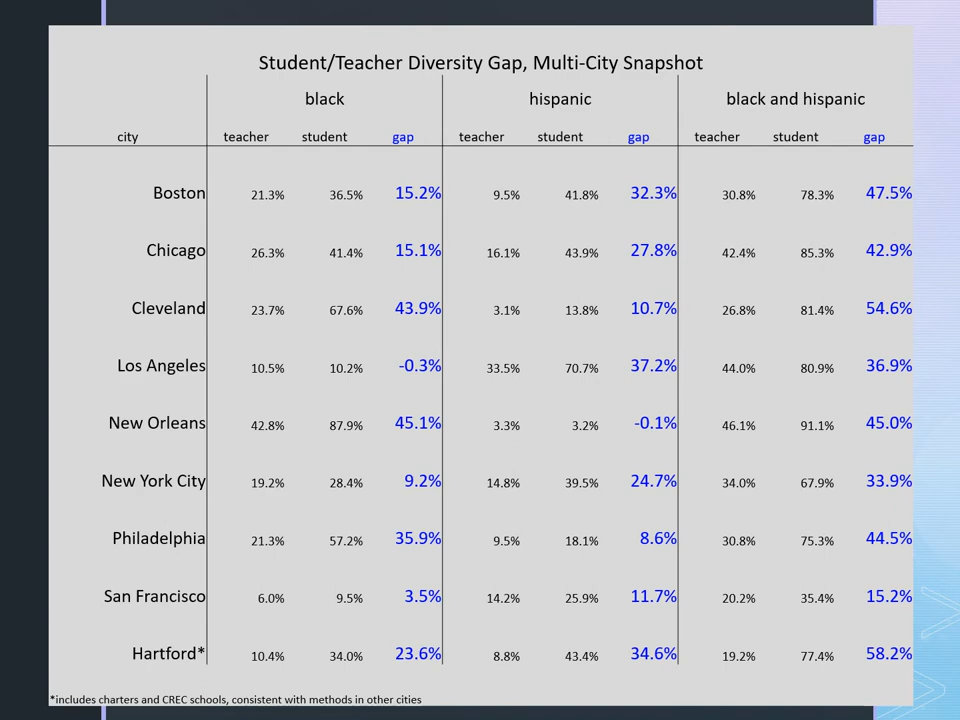 Student/Teacher Diversity Gap, Multi-City Snapshot
black hispanic black and hispanic
city teacher student gap teacher student gap teacher student gap
Boston 21.3% 36.5% 15.2% 9.5% 41.8% 32.3% 30.8% 78.3% 47.5%
Chicago 26.3% 41.4% 15.1% 16.1% 43.9% 27.8% 42.4% 85.3% 42.9%
Cleveland 23.7% 67.6% 43.9% 3.1% 13.8% 10.7% 26.8% 81.4% 54.6%
Los Angeles 10.5% 10.2% -0.3% 33.5% 70.7% 37.2% 44.0% 80.9% 36.9%
New Orleans 42.8% 87.9% 45.1% 3.3% 3.2% -0.1% 46.1% 91.1% 45.0%
New York City 19.2% 28.4% 9.2% 14.8% 39.5% 24.7% 34.0% 67.9% 33.9%
Philadelphia 21.3% 57.2% 35.9% 9.5% 18.1% 8.6% 30.8% 75.3% 44.5%
San Francisco 6.0% 9.5% 3.5% 14.2% 25.9% 11.7% 20.2% 35.4% 15.2%
Hartford* 10.4% 34.0% 23.6% 8.8% 43.4% 34.6% 19.2% 77.4% 58.2%
*includes charters and CREC schools, consistent with methods in other cities